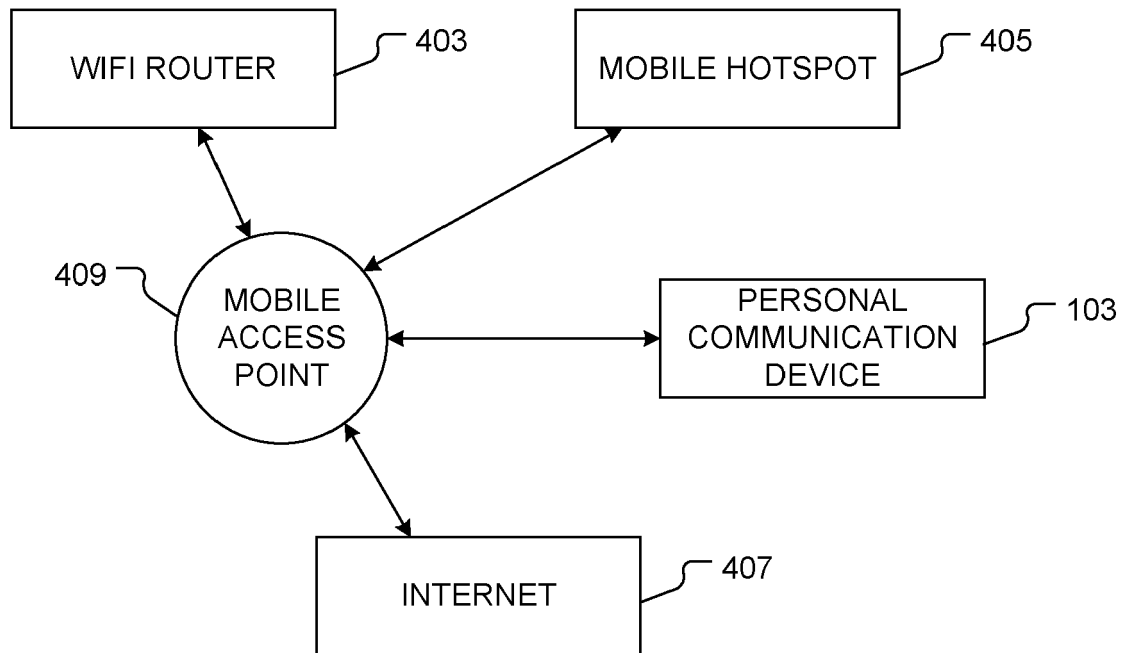 WIFI ROUTER
403
MOBILE HOTSPOT
405
409
MOBILE
ACCESS
POINT
PERSONAL
COMMUNICATION
DEVICE
103
INTERNET
407